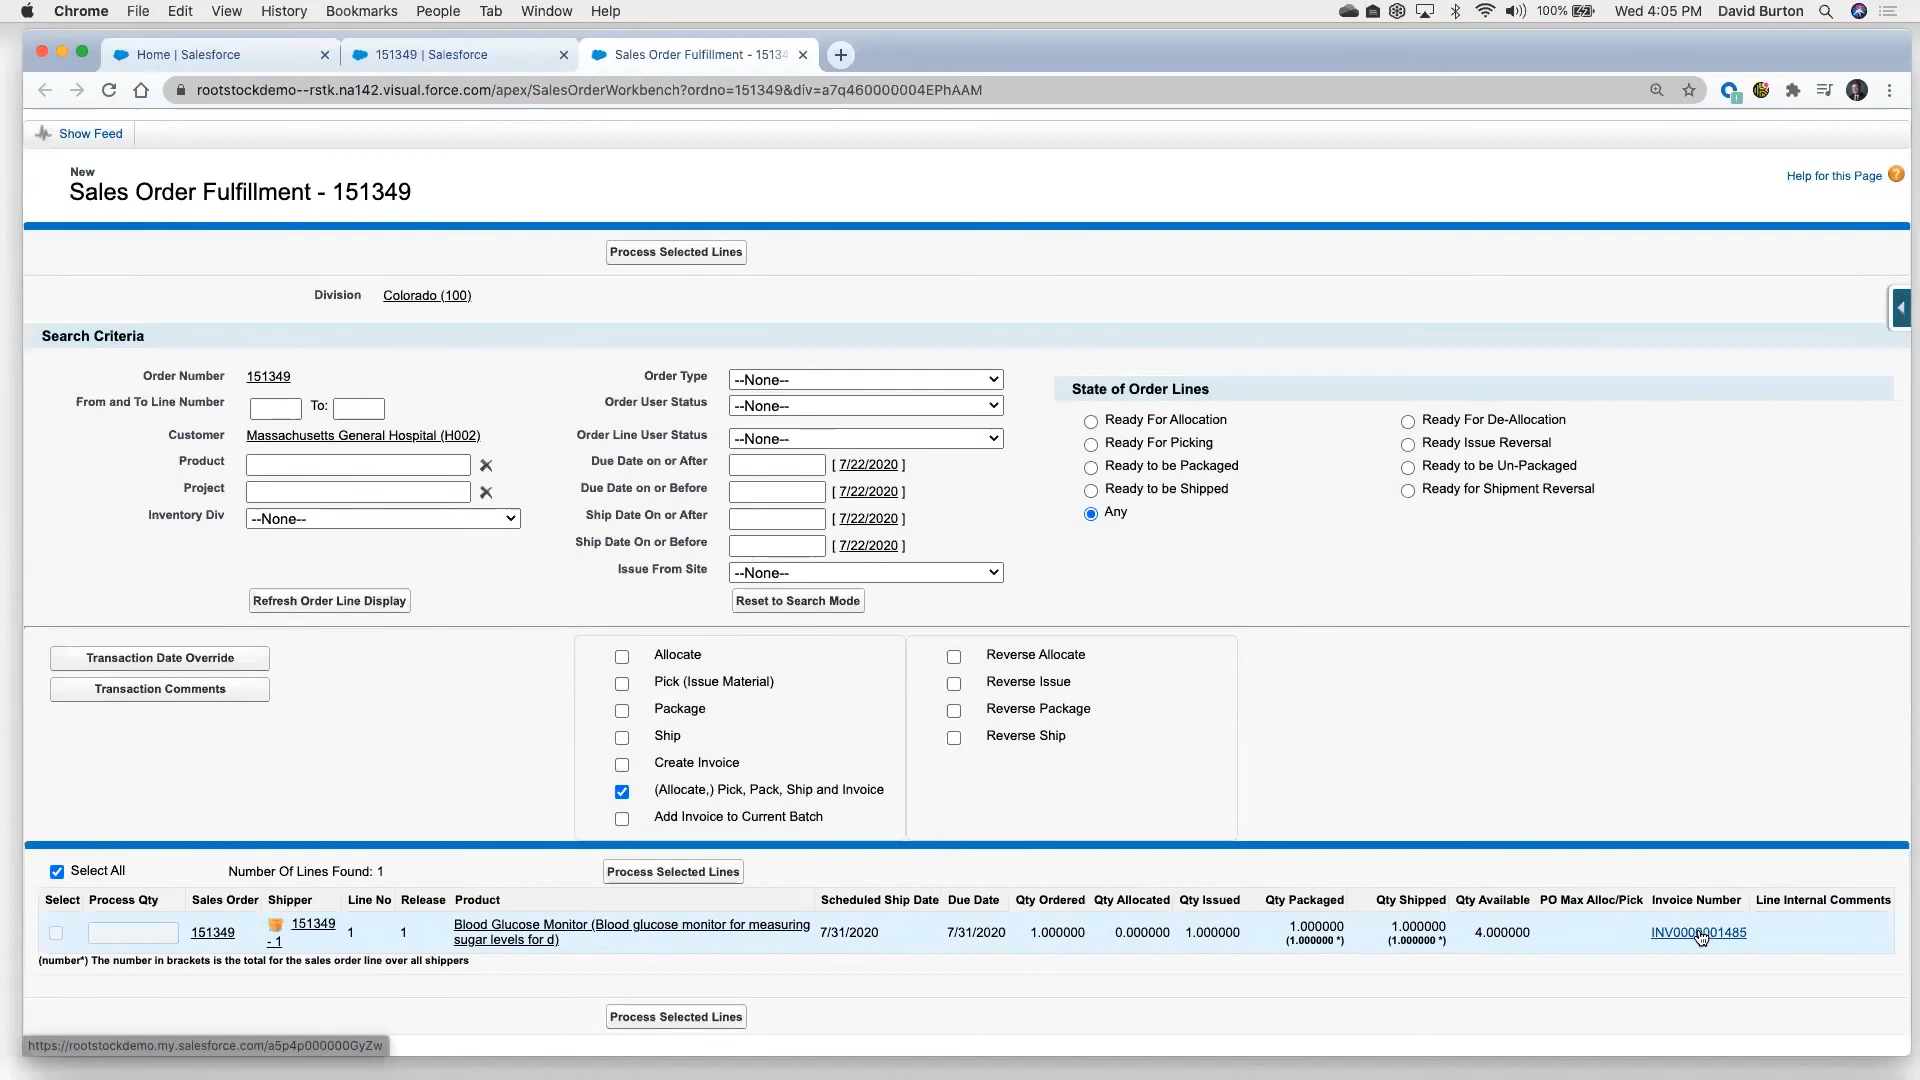 Chrome File Edit View History Bookmarks People Tab Window Help 100% Wed 4:05 PM David Burton
Home | Salesforce 151349 | Salesforce Sales Order Fulfillment - 15134
rootstockdemo--rstk.na142.visual.force.com/apex/SalesOrderWorkbench?ordno=151349&div=a7q460000004EPhAAM
Show Feed
New
Sales Order Fulfillment - 151349
Help for this Page
Process Selected Lines
Division Colorado (100)
Search Criteria
Order Number 151349
From and To Line Number To:
Customer Massachusetts General Hospital (H002)
Product
Project
Inventory Div --None--
Refresh Order Line Display
Order Type --None--
Order User Status --None--
Order Line User Status --None--
Due Date on or After [ 7/22/2020 ]
Due Date on or Before [ 7/22/2020 ]
Ship Date On or After [ 7/22/2020 ]
Ship Date On or Before [ 7/22/2020 ]
Issue From Site --None--
Reset to Search Mode
State of Order Lines
Ready For Allocation Ready For De-Allocation
Ready For Picking Ready Issue Reversal
Ready to be Packaged Ready to be Un-Packaged
Ready to be Shipped Ready for Shipment Reversal
Any
Transaction Date Override
Transaction Comments
Allocate Reverse Allocate
Pick (Issue Material) Reverse Issue
Package Reverse Package
Ship Reverse Ship
Create Invoice
(Allocate,) Pick, Pack, Ship and Invoice
Add Invoice to Current Batch
Select All Number Of Lines Found: 1 Process Selected Lines
Select Process Qty Sales Order Shipper Line No Release Product Scheduled Ship Date Due Date Qty Ordered Qty Allocated Qty Issued Qty Packaged Qty Shipped Qty Available PO Max Alloc/Pick Invoice Number Line Internal Comments
151349 151349 - 1 1 1 Blood Glucose Monitor (Blood glucose monitor for measuring sugar levels for d) 7/31/2020 7/31/2020 1.000000 0.000000 1.000000 1.000000 (1.000000 *) 1.000000 (1.000000 *) 4.000000
(number*) The number in brackets is the total for the sales order line over all shippers
Process Selected Lines
https://rootstockdemo.my.salesforce.com/a5p4p000000GyZw